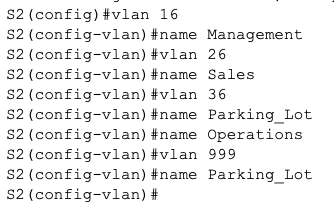 S2(config)#vlan 16
S2(config-vlan)#name Management
S2(config-vlan)#vlan 26
S2(config-vlan)#name Sales
S2(config-vlan)#vlan 36
S2(config-vlan)#name Parking_Lot
S2(config-vlan)#name Operations
S2(config-vlan)#vlan 999
S2(config-vlan)#name Parking_Lot
S2(config-vlan)#